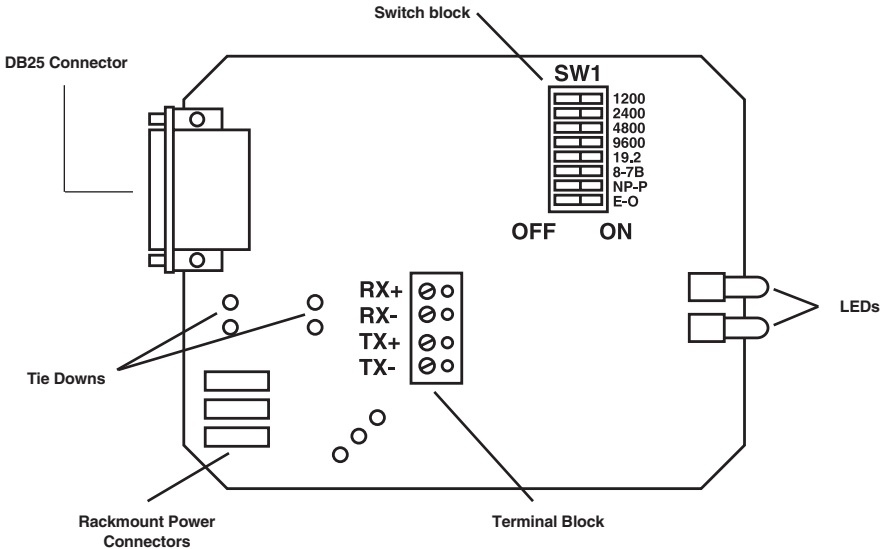 Switch block
DB25 Connector
SW1
1200
2400
4800
9600
19.2
8-7B
NP-P
E-O
OFF ON
RX+
RX-
TX+
TX-
LEDs
Tie Downs
Rackmount Power
Connectors
Terminal Block